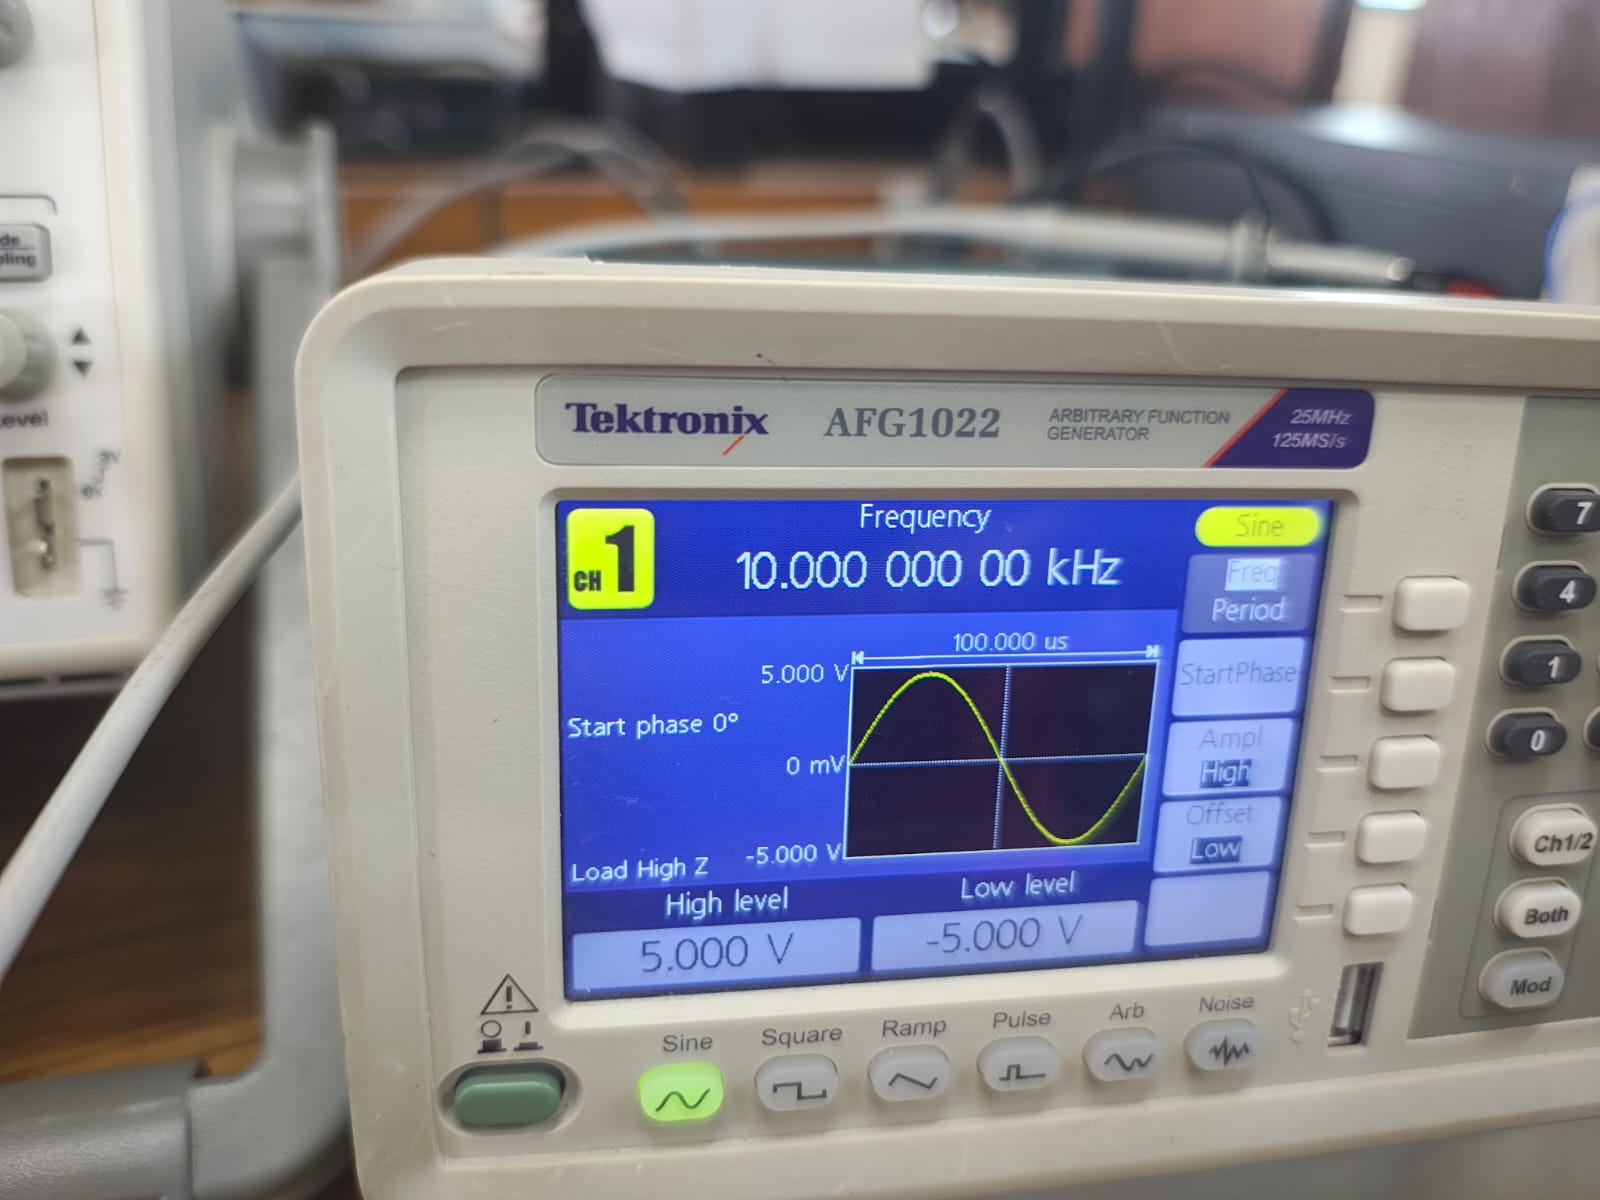 de
pling
evel
Tektronix AFG1022 ARBITRARY FUNCTION GENERATOR 25MHz 125MS/s
CH 1
Frequency
10.000 000 00 kHz
Sine
Freq
Period
StartPhase
Ampl
High
Offset
Low
100.000 us
5.000 V
Start phase 0°
0 mV
-5.000 V
Load High Z
High level
Low level
5.000 V
-5.000 V
7
4
1
0
Ch1/2
Both
Mod
Sine Square Ramp Pulse Arb Noise